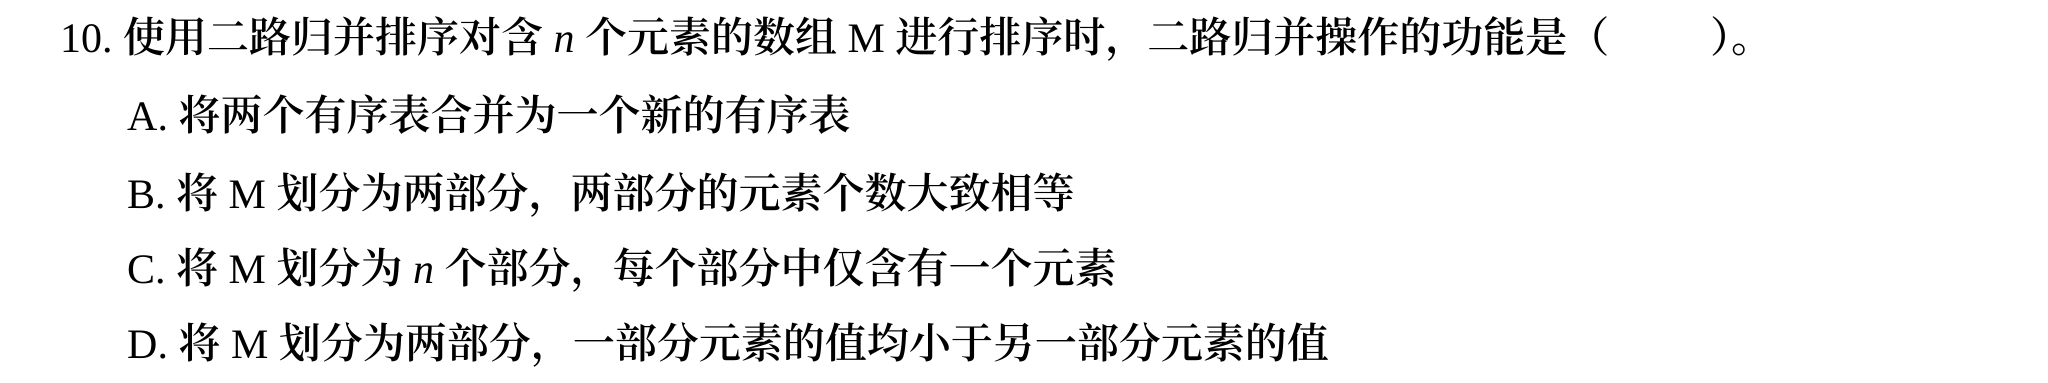 10. 使用二路归并排序对含 n 个元素的数组 M 进行排序时，二路归并操作的功能是（　　）。
A. 将两个有序表合并为一个新的有序表
B. 将 M 划分为两部分，两部分的元素个数大致相等
C. 将 M 划分为 n 个部分，每个部分中仅含有一个元素
D. 将 M 划分为两部分，一部分元素的值均小于另一部分元素的值